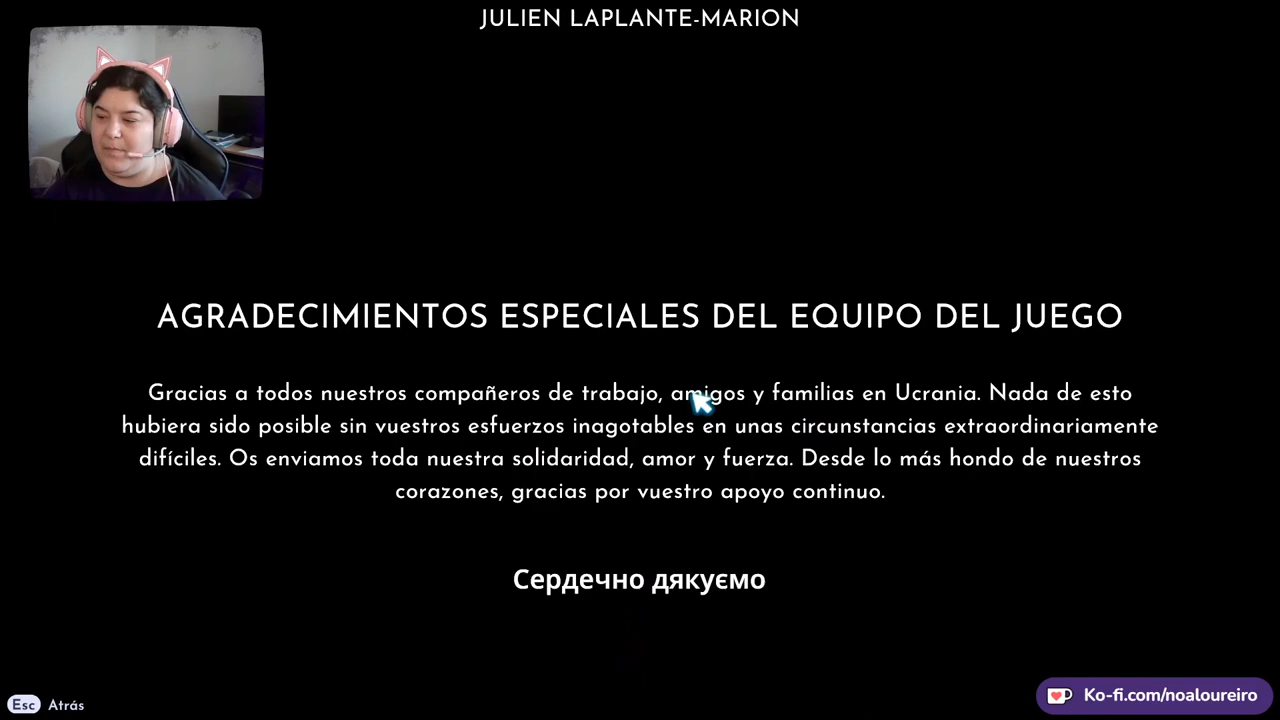 JULIEN LAPLANTE-MARION
AGRADECIMIENTOS ESPECIALES DEL EQUIPO DEL JUEGO
Gracias a todos nuestros compañeros de trabajo, amigos y familias en Ucrania. Nada de esto
hubiera sido posible sin vuestros esfuerzos inagotables en unas circunstancias extraordinariamente
difíciles. Os enviamos toda nuestra solidaridad, amor y fuerza. Desde lo más hondo de nuestros
corazones, gracias por vuestro apoyo continuo.
Сердечно дякуємо
Esc Atrás
Ko-fi.com/noaloureiro